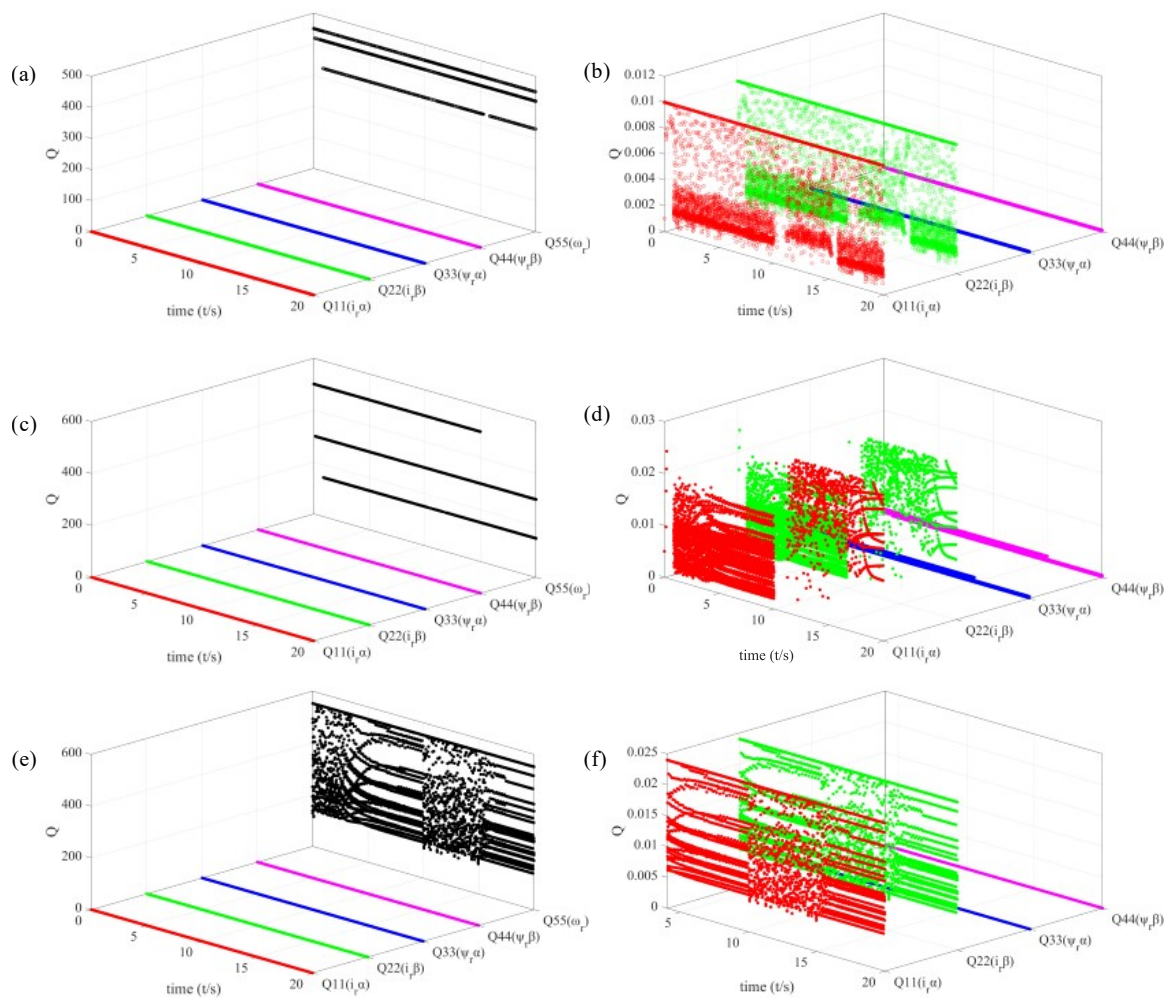 (a)
500
400
300
200
100
0
Q
0
5
10
15
20
time (t/s)
Q11(i_rα)
Q22(i_rβ)
Q33(ψ_rα)
Q44(ψ_rβ)
Q55(ω_r)
(b)
0.012
0.01
0.008
0.006
0.004
0.002
0
Q
0
5
10
15
20
time (t/s)
Q11(i_rα)
Q22(i_rβ)
Q33(ψ_rα)
Q44(ψ_rβ)
(c)
600
400
200
0
Q
0
5
10
15
20
time (t/s)
Q11(i_rα)
Q22(i_rβ)
Q33(ψ_rα)
Q44(ψ_rβ)
Q55(ω_r)
(d)
0.03
0.02
0.01
0
Q
0
5
10
15
20
time (t/s)
Q11(i_rα)
Q22(i_rβ)
Q33(ψ_rα)
Q44(ψ_rβ)
(e)
600
400
200
0
Q
0
5
10
15
20
time (t/s)
Q11(i_rα)
Q22(i_rβ)
Q33(ψ_rα)
Q44(ψ_rβ)
Q55(ω_r)
(f)
0.025
0.02
0.015
0.01
0.005
0
Q
5
10
15
20
time (t/s)
Q11(i_rα)
Q22(i_rβ)
Q33(ψ_rα)
Q44(ψ_rβ)